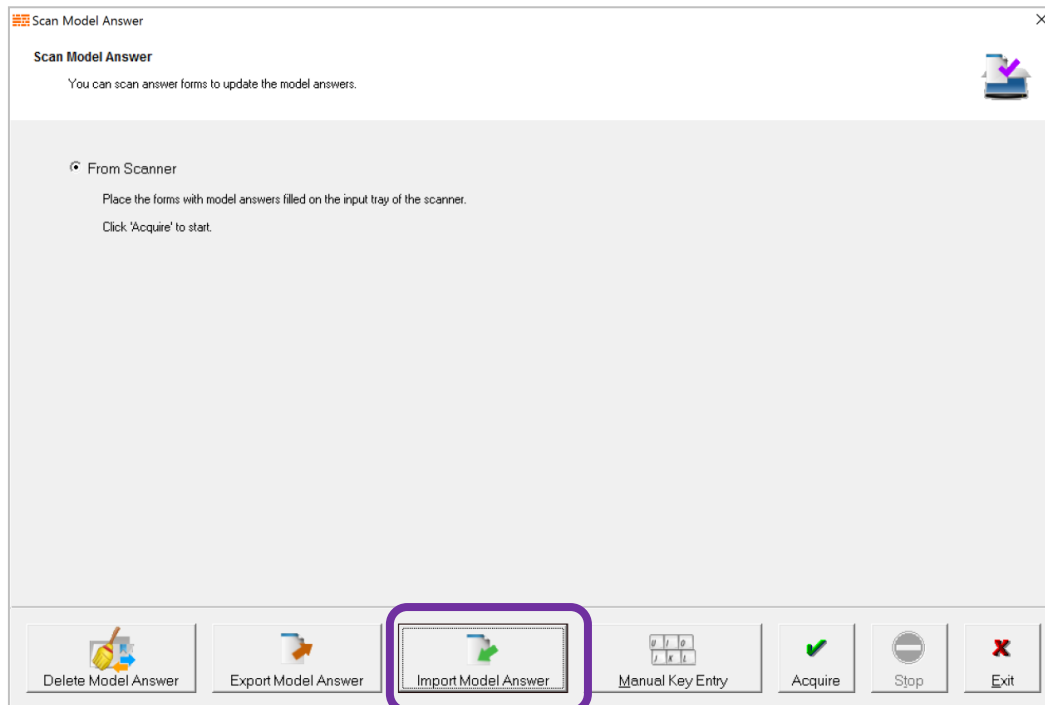 Scan Model Answer
Scan Model Answer
You can scan answer forms to update the model answers.
From Scanner
Place the forms with model answers filled on the input tray of the scanner.
Click 'Acquire' to start.
U I O
J K L
Delete Model Answer Export Model Answer Import Model Answer Manual Key Entry Acquire Stop Exit